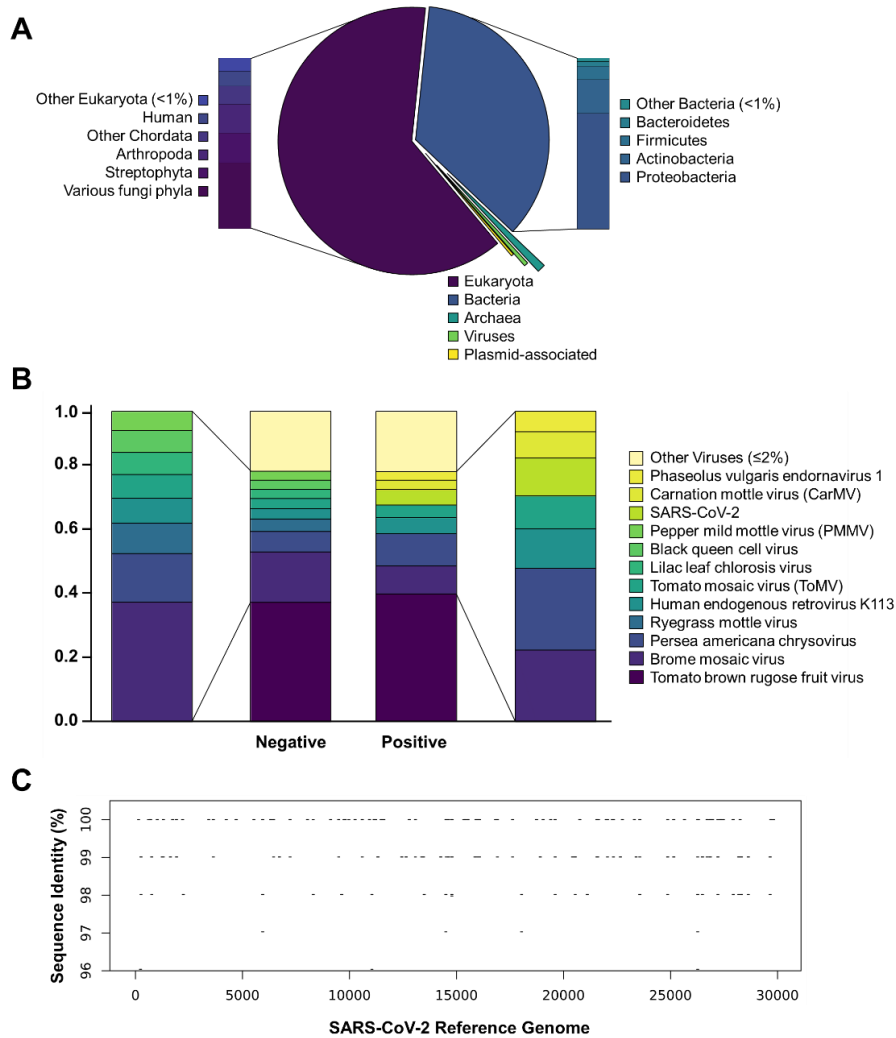 A
Other Eukaryota (<1%)
Human
Other Chordata
Arthropoda
Streptophyta
Various fungi phyla
Other Bacteria (<1%)
Bacteroidetes
Firmicutes
Actinobacteria
Proteobacteria
Eukaryota
Bacteria
Archaea
Viruses
Plasmid-associated
B
1.0
0.8
0.6
0.4
0.2
0.0
Negative
Positive
Other Viruses (≤2%)
Phaseolus vulgaris endornavirus 1
Carnation mottle virus (CarMV)
SARS-CoV-2
Pepper mild mottle virus (PMMV)
Black queen cell virus
Lilac leaf chlorosis virus
Tomato mosaic virus (ToMV)
Human endogenous retrovirus K113
Ryegrass mottle virus
Persea americana chrysovirus
Brome mosaic virus
Tomato brown rugose fruit virus
C
Sequence Identity (%)
100
99
98
97
96
0 5000 10000 15000 20000 25000 30000
SARS-CoV-2 Reference Genome